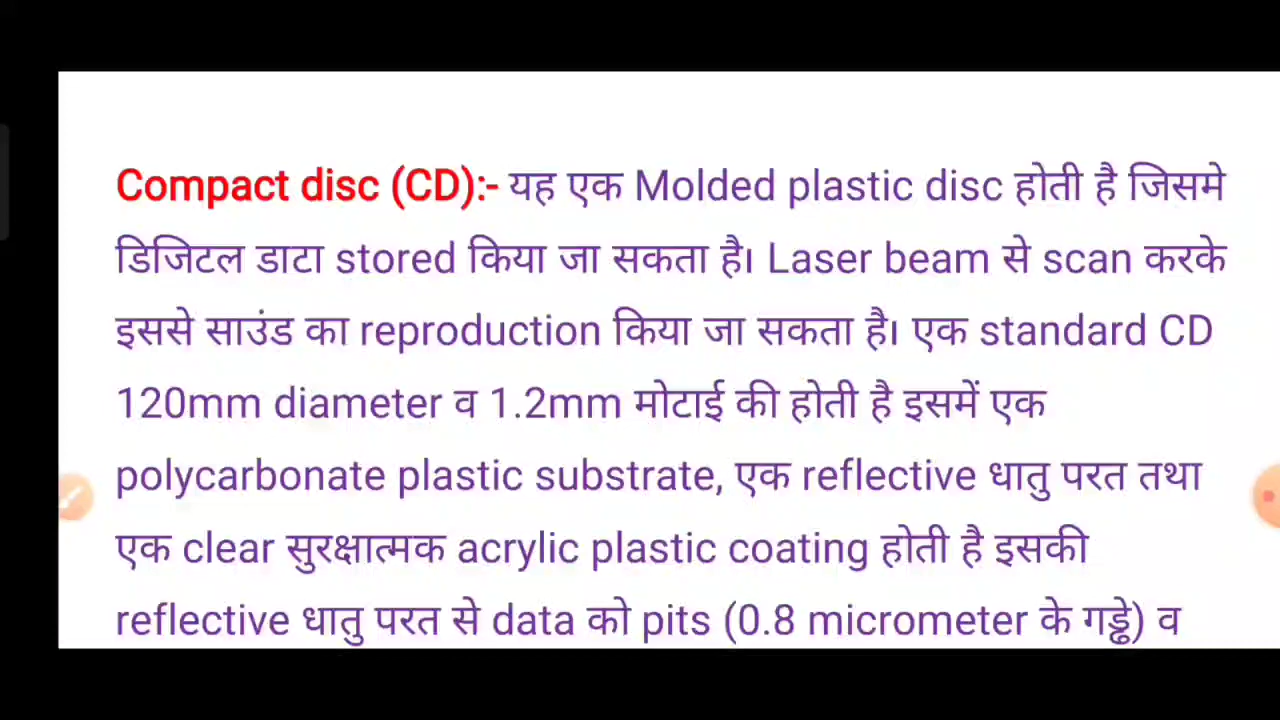 Compact disc (CD):- यह एक Molded plastic disc होती है जिसमे
डिजिटल डाटा stored किया जा सकता है। Laser beam से scan करके
इससे साउंड का reproduction किया जा सकता है। एक standard CD
120mm diameter व 1.2mm मोटाई की होती है इसमें एक
polycarbonate plastic substrate, एक reflective धातु परत तथा
एक clear सुरक्षात्मक acrylic plastic coating होती है इसकी
reflective धातु परत से data को pits (0.8 micrometer के गड्ढे) व